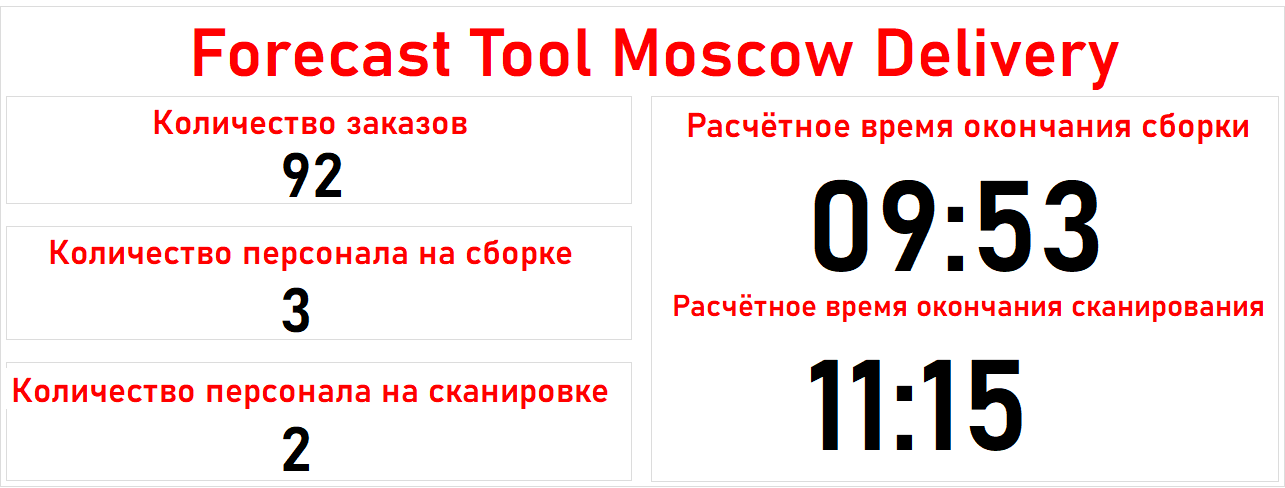 Forecast Tool Moscow Delivery
Количество заказов
92
Количество персонала на сборке
3
Количество персонала на сканировке
2
Расчётное время окончания сборки
09:53
Расчётное время окончания сканирования
11:15